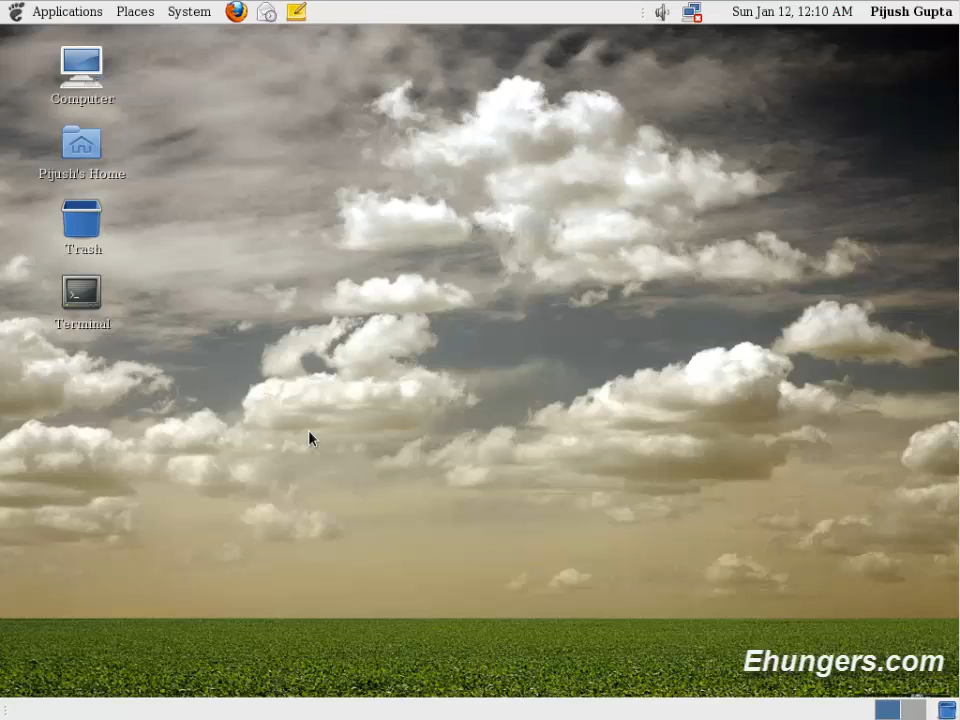 Applications Places System Sun Jan 12, 12:10 AM Pijush Gupta
Computer
Pijush's Home
Trash
Terminal
Ehungers.com